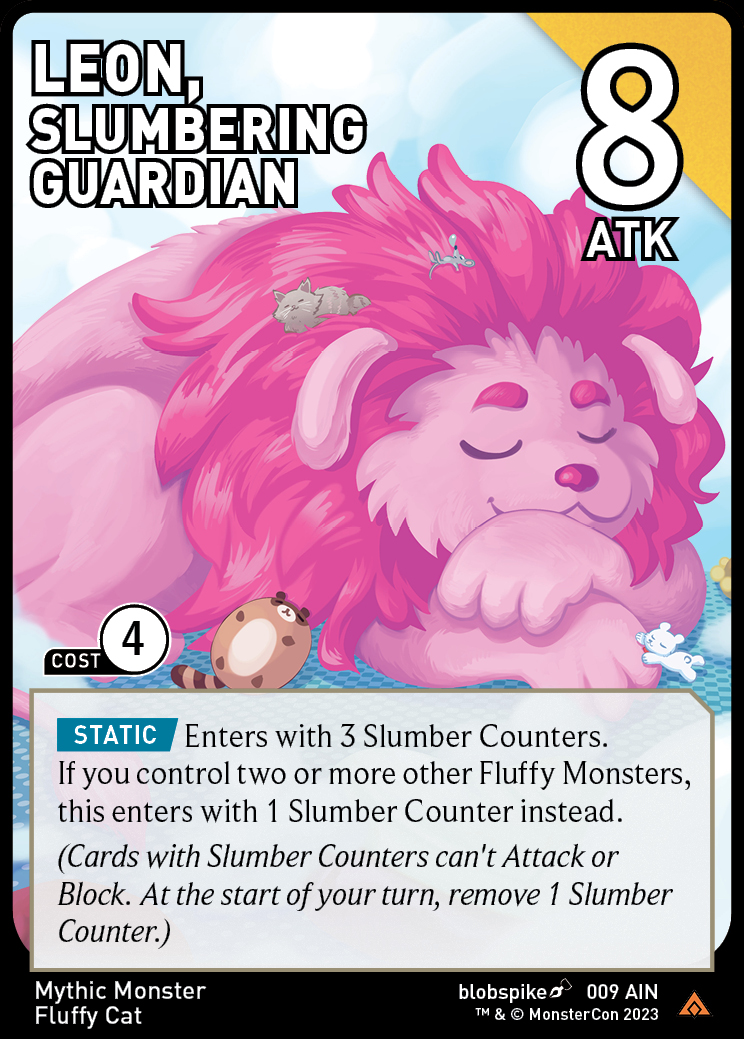 LEON,
SLUMBERING
GUARDIAN
8
ATK
COST 4
STATIC Enters with 3 Slumber Counters.
If you control two or more other Fluffy Monsters,
this enters with 1 Slumber Counter instead.
(Cards with Slumber Counters can't Attack or
Block. At the start of your turn, remove 1 Slumber
Counter.)
Mythic Monster
Fluffy Cat
blobspike 009 AIN
™ & © MonsterCon 2023